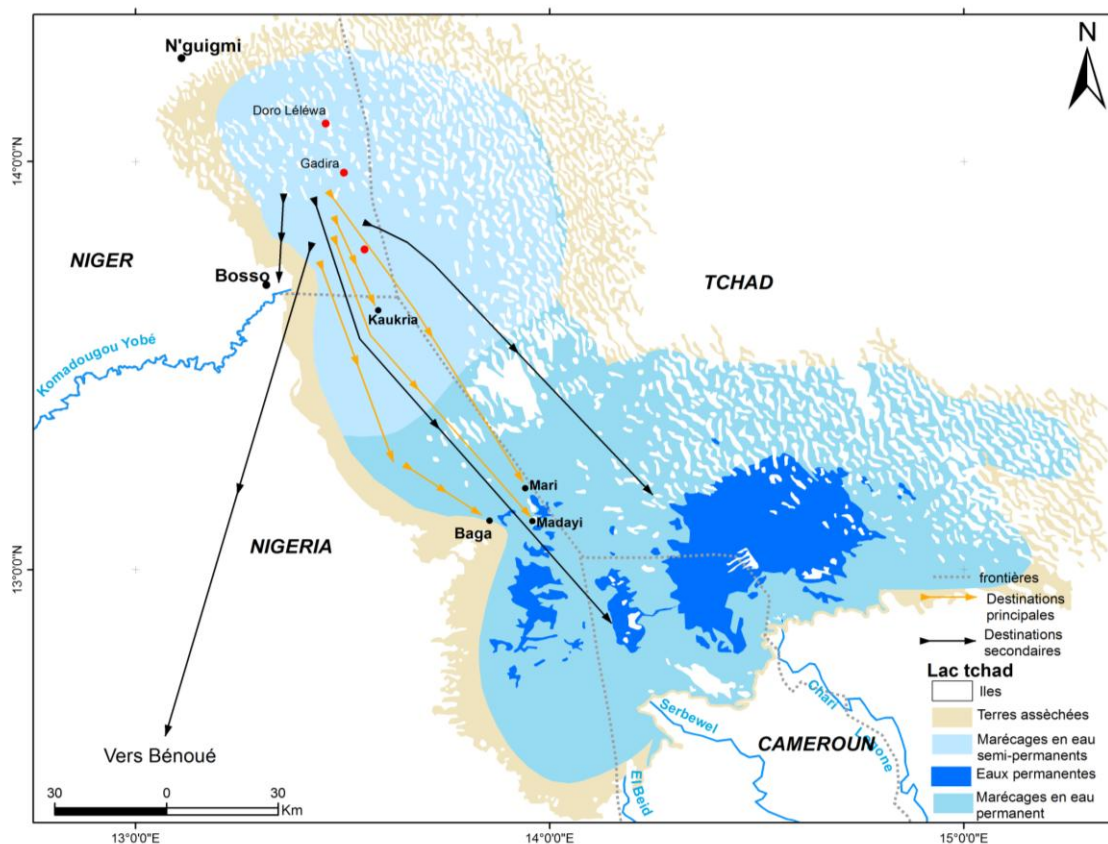 N
N'guigmi
Doro Léléwa
Gadira
14°0'0"N
NIGER
TCHAD
Bosso
Kaukria
Komadougou Yobé
Mari
Madayi
Baga
NIGERIA
13°0'0"N
frontières
Destinations
principales
Destinations
secondaires
Lac tchad
Iles
Terres assèchées
Marécages en eau
semi-permanents
Eaux permanentes
Marécages en eau
permanent
Chari
Logone
Serbewel
CAMEROUN
El Beid
Vers Bénoué
30 0 30
Km
13°0'0"E
14°0'0"E
15°0'0"E